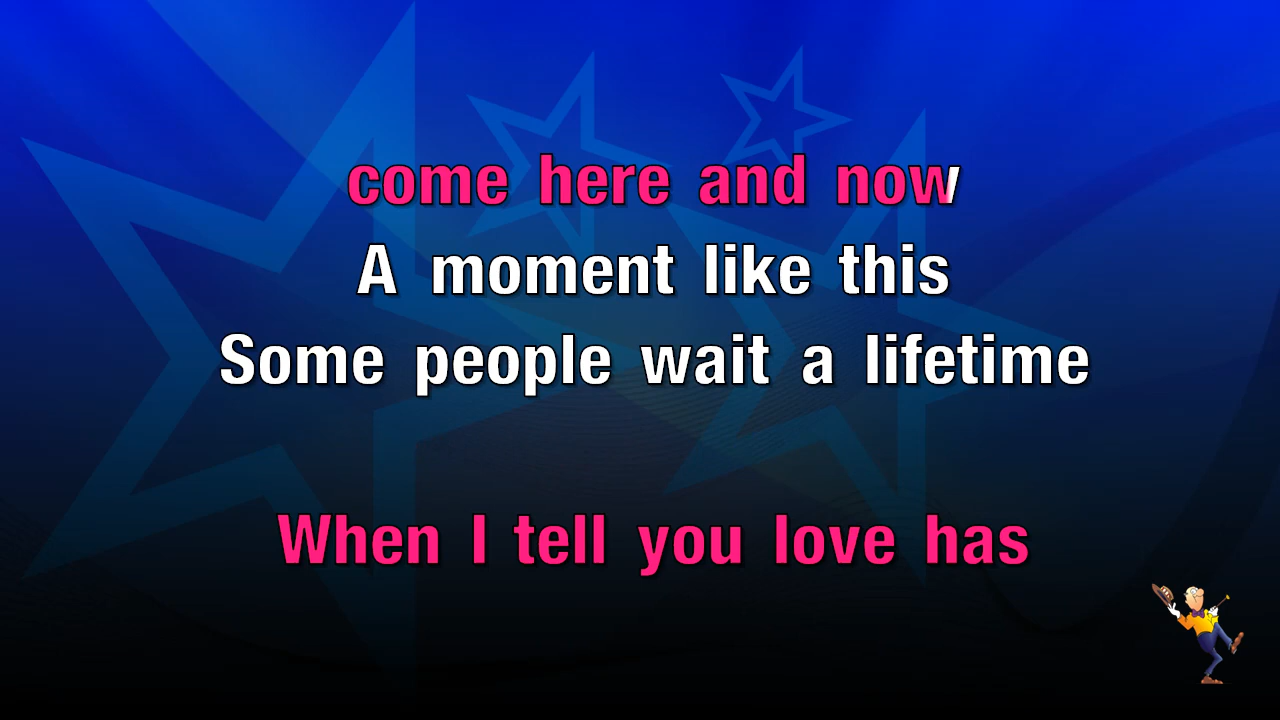 come here and now
A moment like this
Some people wait a lifetime
When I tell you love has